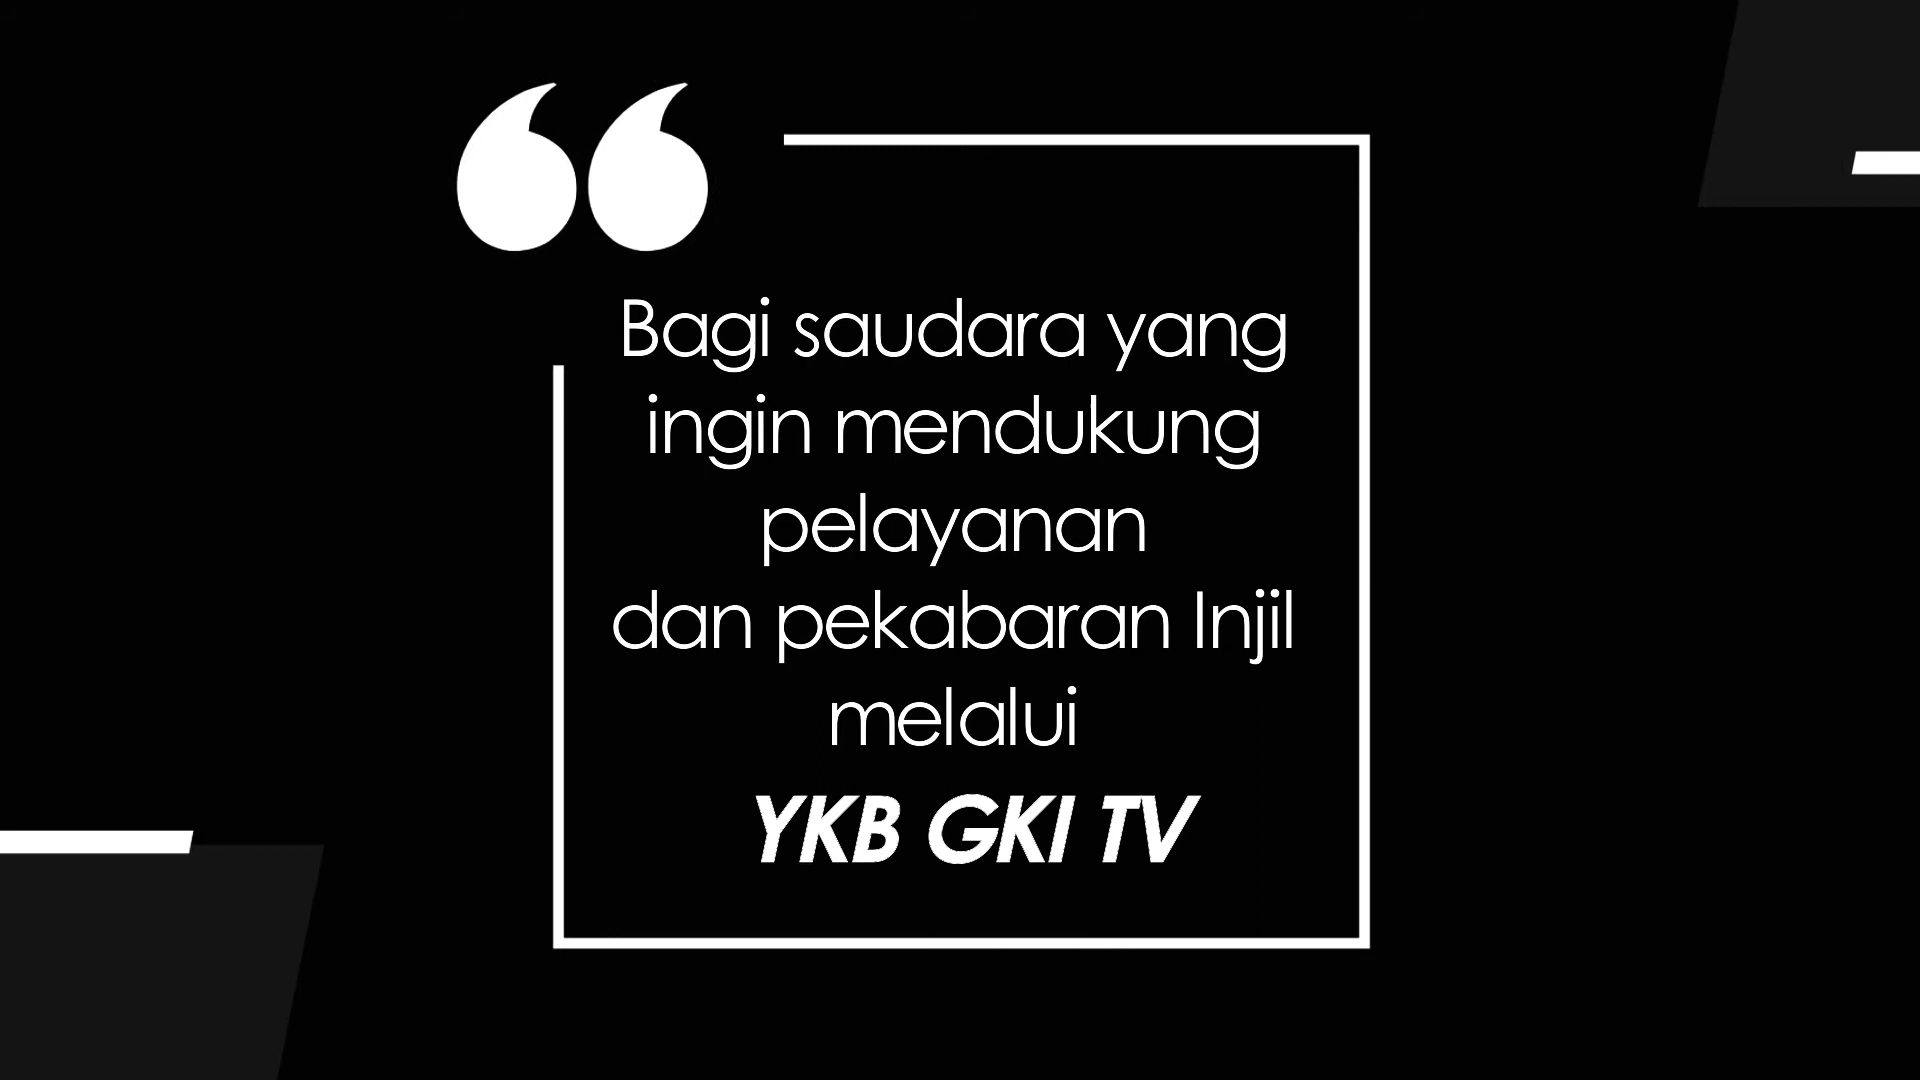 Bagi saudara yang
ingin mendukung
pelayanan
dan pekabaran Injil
melalui
YKB GKI TV